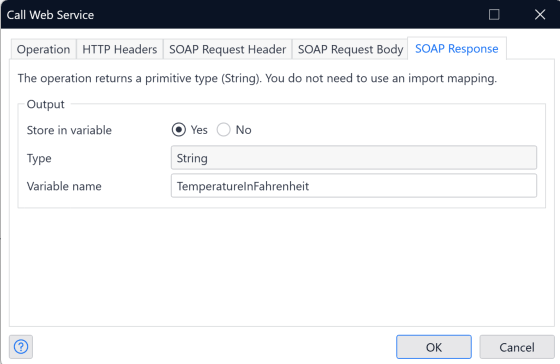 Call Web Service
Operation HTTP Headers SOAP Request Header SOAP Request Body SOAP Response
The operation returns a primitive type (String). You do not need to use an import mapping.
Output
Store in variable Yes No
Type String
Variable name TemperatureInFahrenheit
? OK Cancel